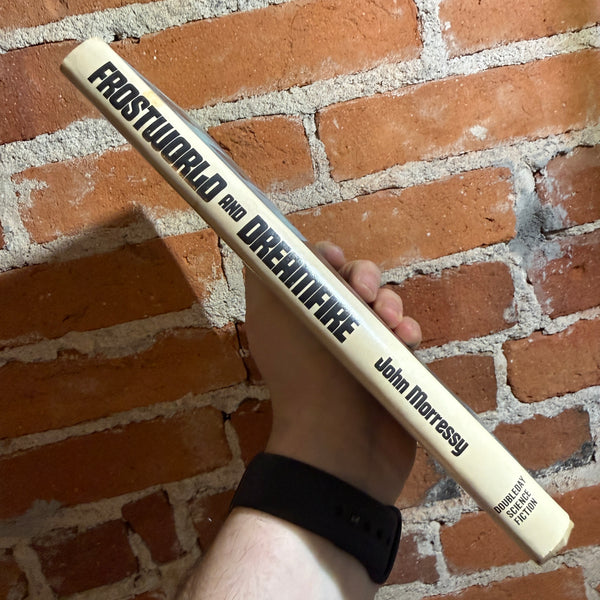 FROSTWORLD AND DREAMFIRE
John Morressy
DOUBLEDAY
SCIENCE
FICTION